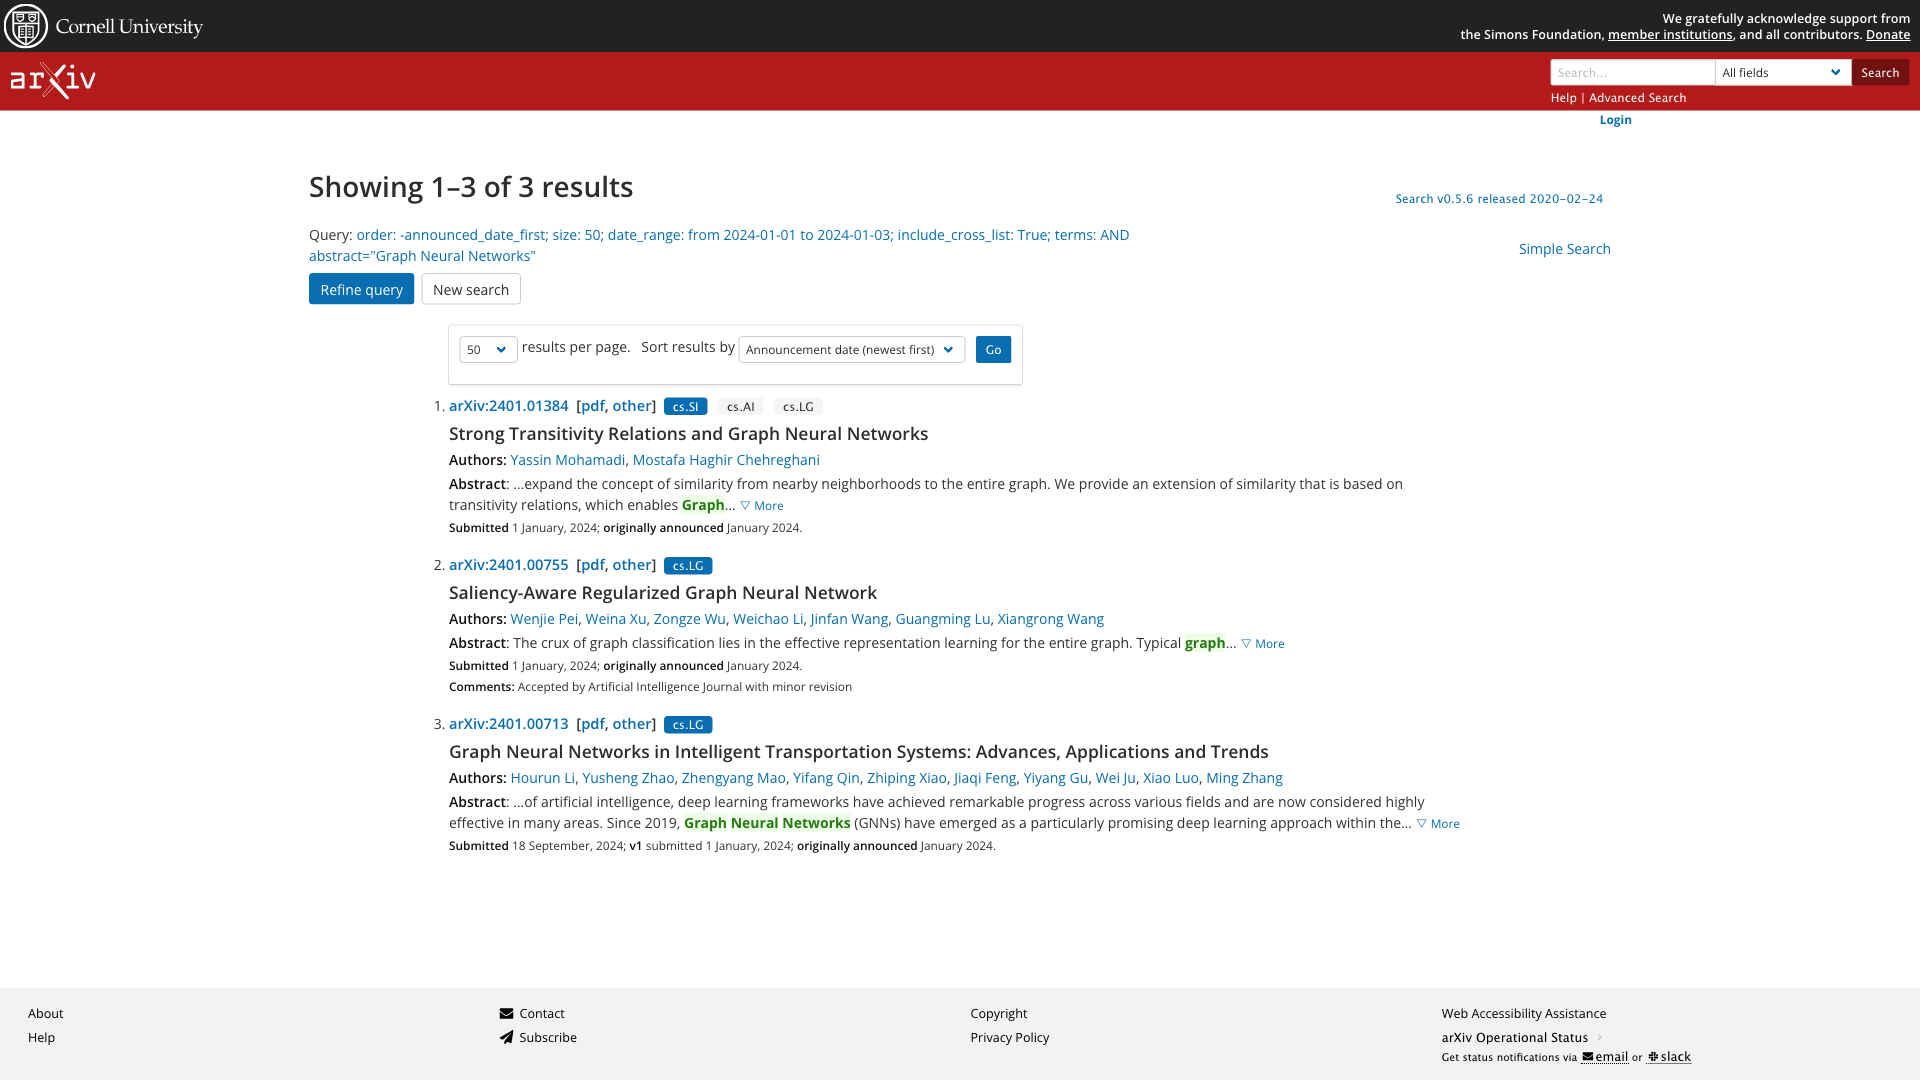 Cornell University
We gratefully acknowledge support from
the Simons Foundation, member institutions, and all contributors. Donate
arXiv
Search... All fields Search
Help | Advanced Search
Login
Showing 1–3 of 3 results
Search v0.5.6 released 2020-02-24
Query: order: -announced_date_first; size: 50; date_range: from 2024-01-01 to 2024-01-03; include_cross_list: True; terms: AND
abstract="Graph Neural Networks"
Simple Search
Refine query New search
50 results per page. Sort results by Announcement date (newest first) Go
1. arXiv:2401.01384 [pdf, other] cs.SI cs.AI cs.LG
Strong Transitivity Relations and Graph Neural Networks
Authors: Yassin Mohamadi, Mostafa Haghir Chehreghani
Abstract: …expand the concept of similarity from nearby neighborhoods to the entire graph. We provide an extension of similarity that is based on
transitivity relations, which enables Graph… ▽ More
Submitted 1 January, 2024; originally announced January 2024.
2. arXiv:2401.00755 [pdf, other] cs.LG
Saliency-Aware Regularized Graph Neural Network
Authors: Wenjie Pei, Weina Xu, Zongze Wu, Weichao Li, Jinfan Wang, Guangming Lu, Xiangrong Wang
Abstract: The crux of graph classification lies in the effective representation learning for the entire graph. Typical graph… ▽ More
Submitted 1 January, 2024; originally announced January 2024.
Comments: Accepted by Artificial Intelligence Journal with minor revision
3. arXiv:2401.00713 [pdf, other] cs.LG
Graph Neural Networks in Intelligent Transportation Systems: Advances, Applications and Trends
Authors: Hourun Li, Yusheng Zhao, Zhengyang Mao, Yifang Qin, Zhiping Xiao, Jiaqi Feng, Yiyang Gu, Wei Ju, Xiao Luo, Ming Zhang
Abstract: …of artificial intelligence, deep learning frameworks have achieved remarkable progress across various fields and are now considered highly
effective in many areas. Since 2019, Graph Neural Networks (GNNs) have emerged as a particularly promising deep learning approach within the… ▽ More
Submitted 18 September, 2024; v1 submitted 1 January, 2024; originally announced January 2024.
About
Help
Contact
Subscribe
Copyright
Privacy Policy
Web Accessibility Assistance
arXiv Operational Status
Get status notifications via email or slack